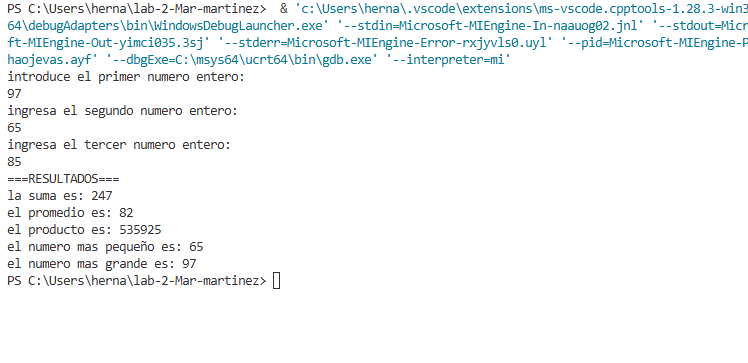 PS C:\Users\herna\lab-2-Mar-martinez>  & 'c:\Users\herna\.vscode\extensions\ms-vscode.cpptools-1.28.3-win3
64\debugAdapters\bin\WindowsDebugLauncher.exe' '--stdin=Microsoft-MIEngine-In-naauog02.jnl' '--stdout=Micros
ft-MIEngine-Out-yimci035.3sj' '--stderr=Microsoft-MIEngine-Error-rxjyvls0.uyl' '--pid=Microsoft-MIEngine-P
haojevas.ayf' '--dbgExe=C:\msys64\ucrt64\bin\gdb.exe' '--interpreter=mi'
introduce el primer numero entero:
97
ingresa el segundo numero entero:
65
ingresa el tercer numero entero:
85
===RESULTADOS===
la suma es: 247
el promedio es: 82
el producto es: 535925
el numero mas pequeño es: 65
el numero mas grande es: 97
PS C:\Users\herna\lab-2-Mar-martinez>